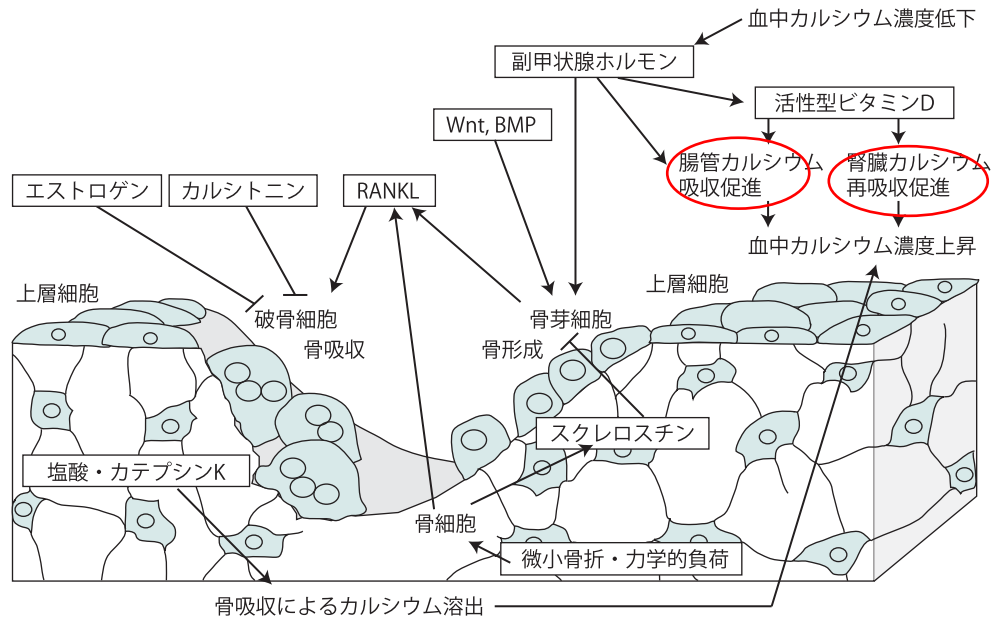 血中カルシウム濃度低下
副甲状腺ホルモン
活性型ビタミンD
Wnt, BMP
腸管カルシウム
吸収促進
腎臓カルシウム
再吸収促進
エストロゲン
カルシトニン
RANKL
血中カルシウム濃度上昇
上層細胞
上層細胞
破骨細胞
骨吸収
骨芽細胞
骨形成
スクレロスチン
塩酸・カテプシンK
骨細胞
微小骨折・力学的負荷
骨吸収によるカルシウム溶出